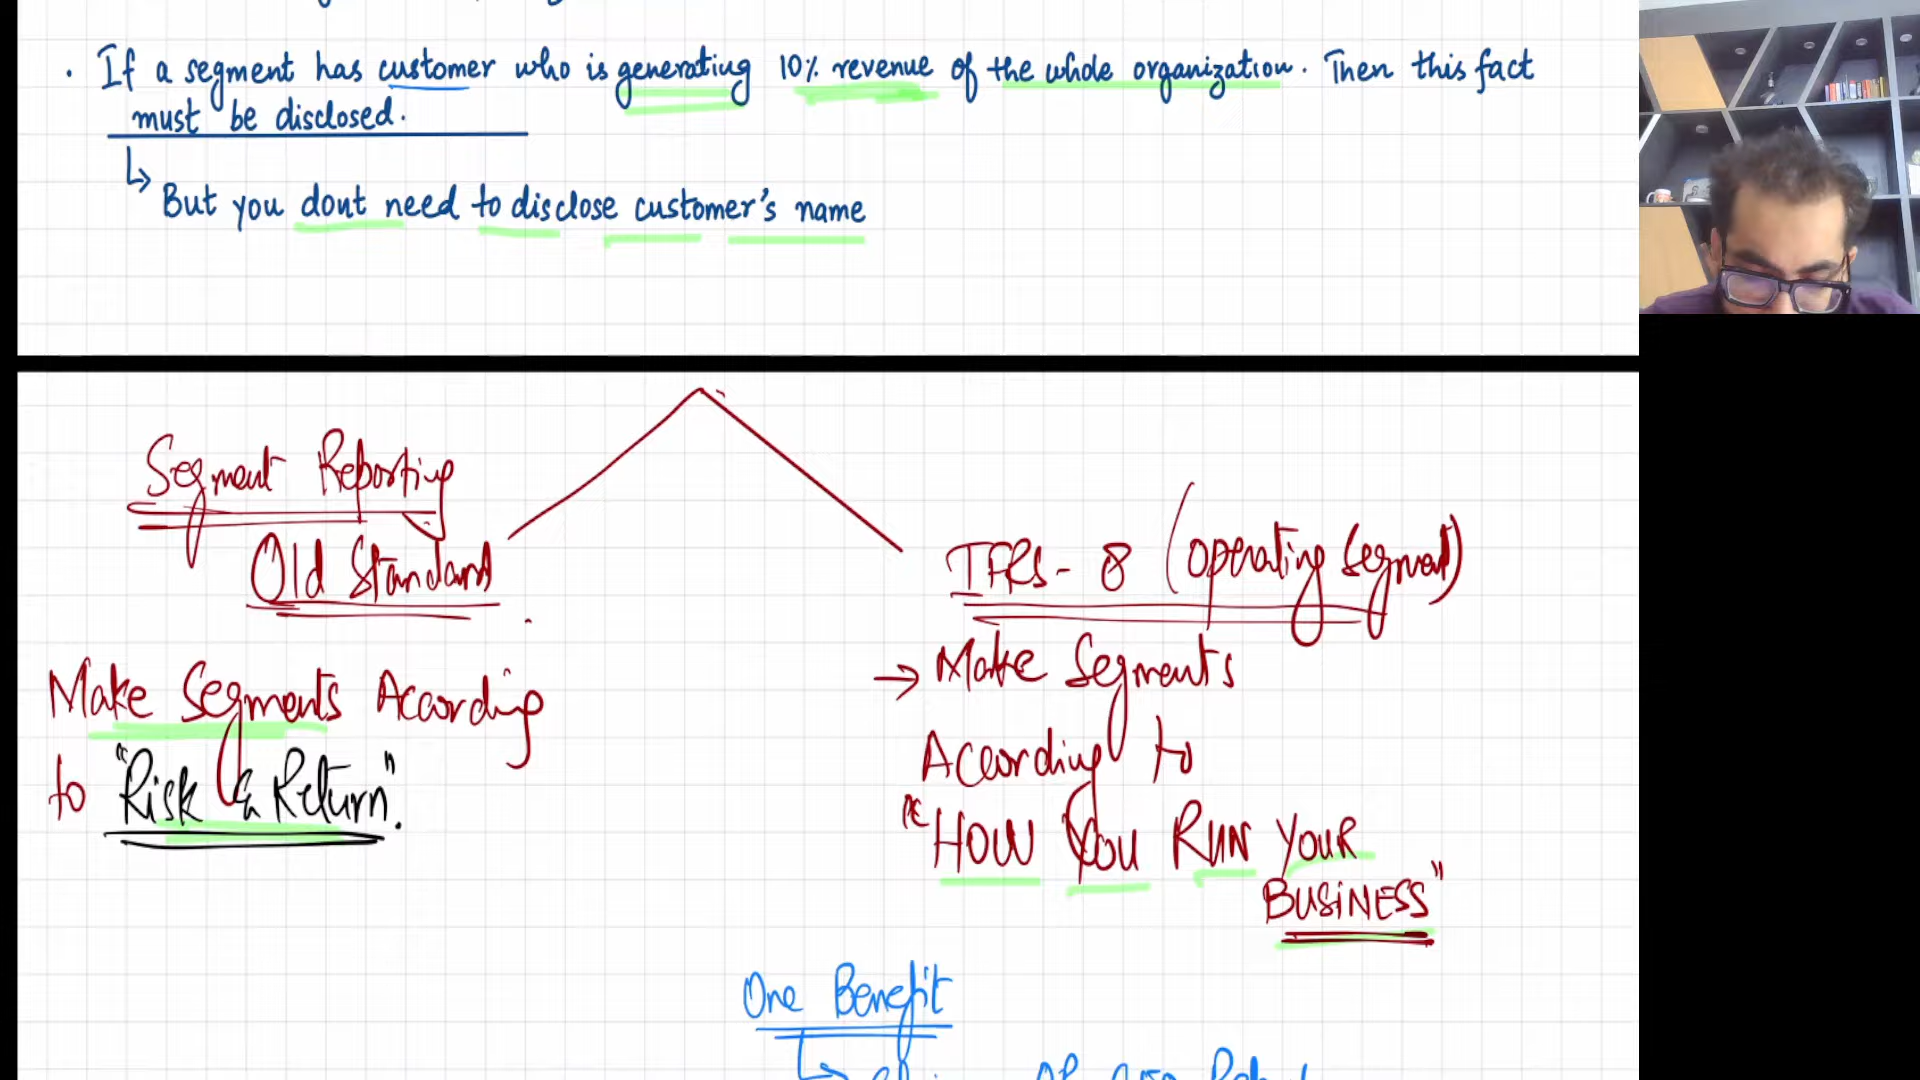 . If a segment has customer who is generating 10% revenue of the whole organization. Then this fact
must be disclosed.
↳ But you dont need to disclose customer's name
Segment Reporting
Old Standard
Make Segments According
to "Risk & Return".
IFRS - 8 (operating Segment)
→ Make Segments
According to
"HOW YOU RUN YOUR
BUSINESS"
One Benefit